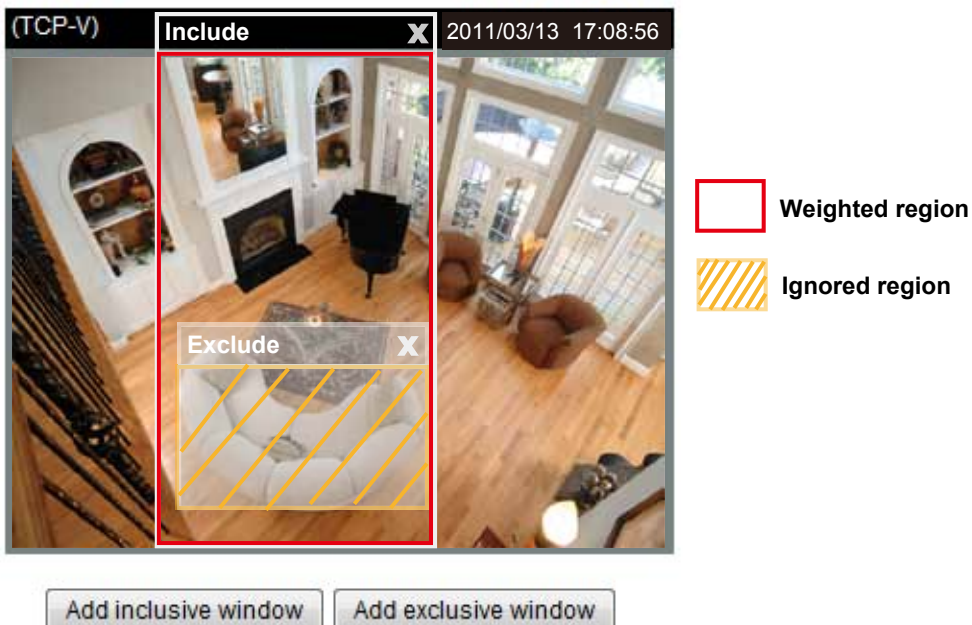 (TCP-V) Include X 2011/03/13 17:08:56
Weighted region
Ignored region
Exclude X
Add inclusive window Add exclusive window